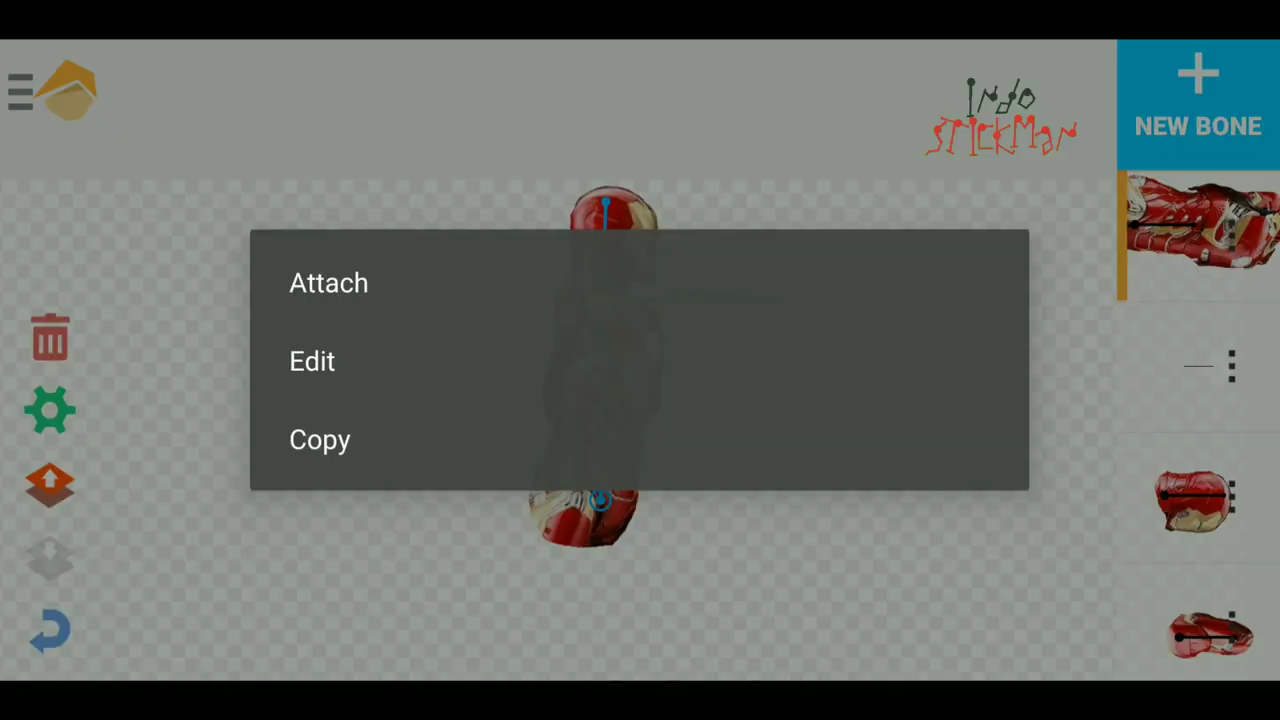 INDO
STICKMAN
NEW BONE
Attach
Edit
Copy